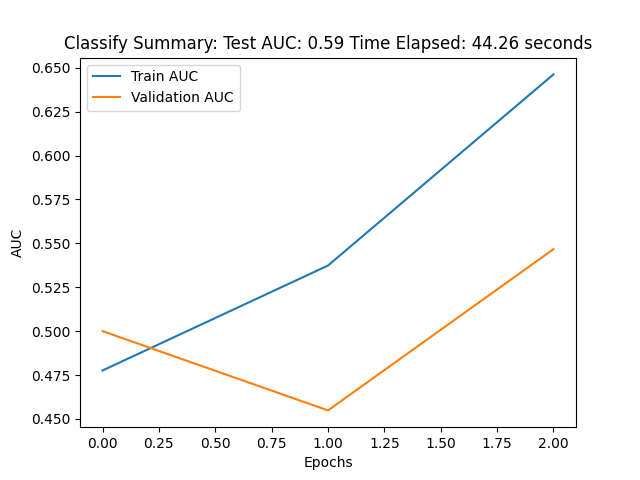 Classify Summary: Test AUC: 0.59 Time Elapsed: 44.26 seconds
Train AUC
Validation AUC
0.650
0.625
0.600
0.575
0.550
0.525
0.500
0.475
0.450
AUC
0.00 0.25 0.50 0.75 1.00 1.25 1.50 1.75 2.00
Epochs